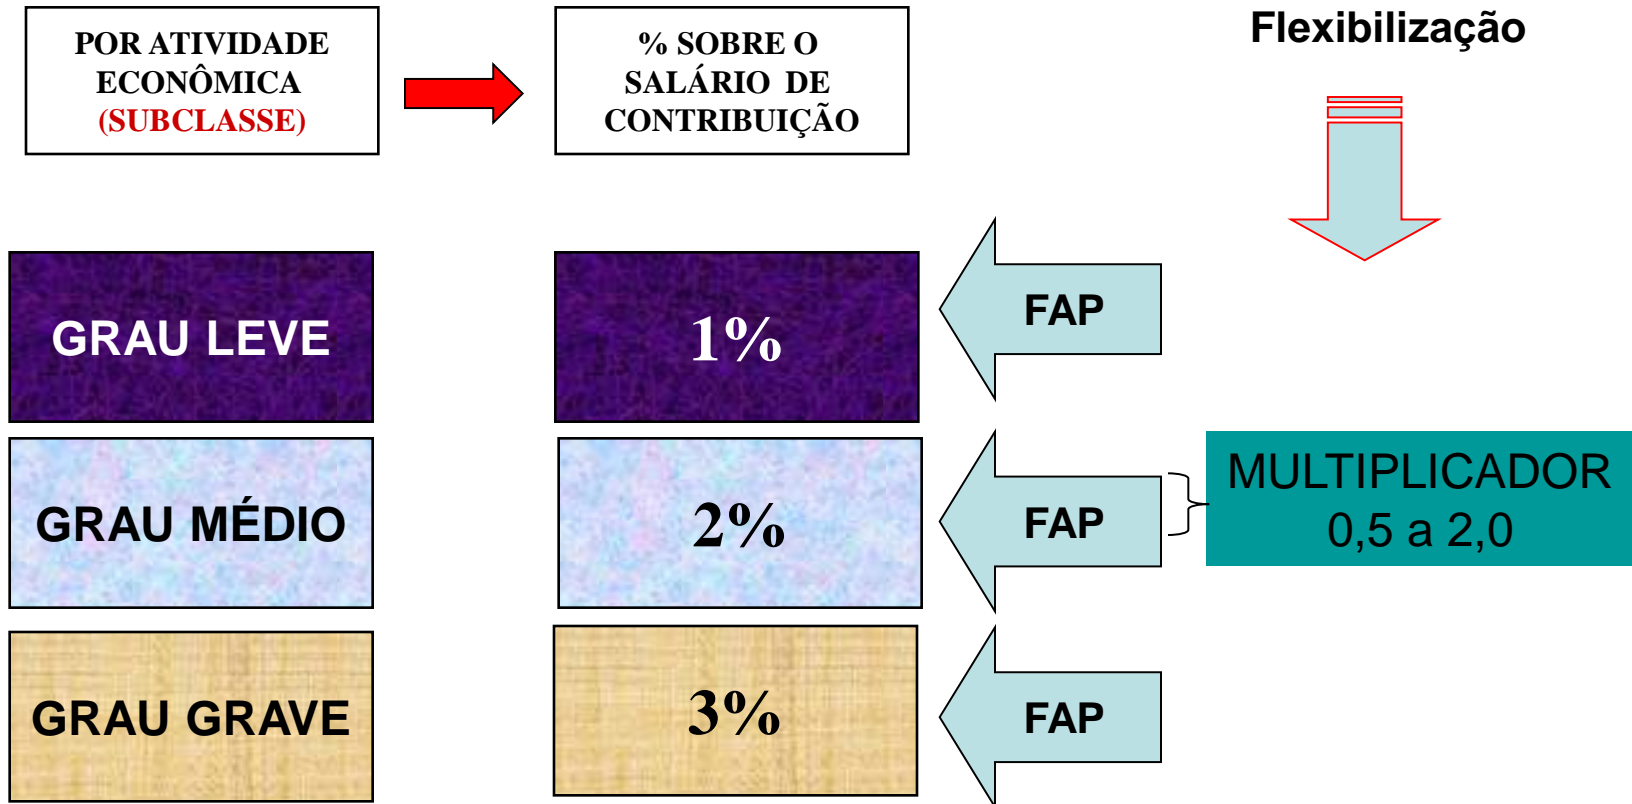 POR ATIVIDADE
ECONÔMICA
(SUBCLASSE)
% SOBRE O
SALÁRIO DE
CONTRIBUIÇÃO
Flexibilização
GRAU LEVE
1%
FAP
GRAU MÉDIO
2%
FAP
MULTIPLICADOR
0,5 a 2,0
GRAU GRAVE
3%
FAP